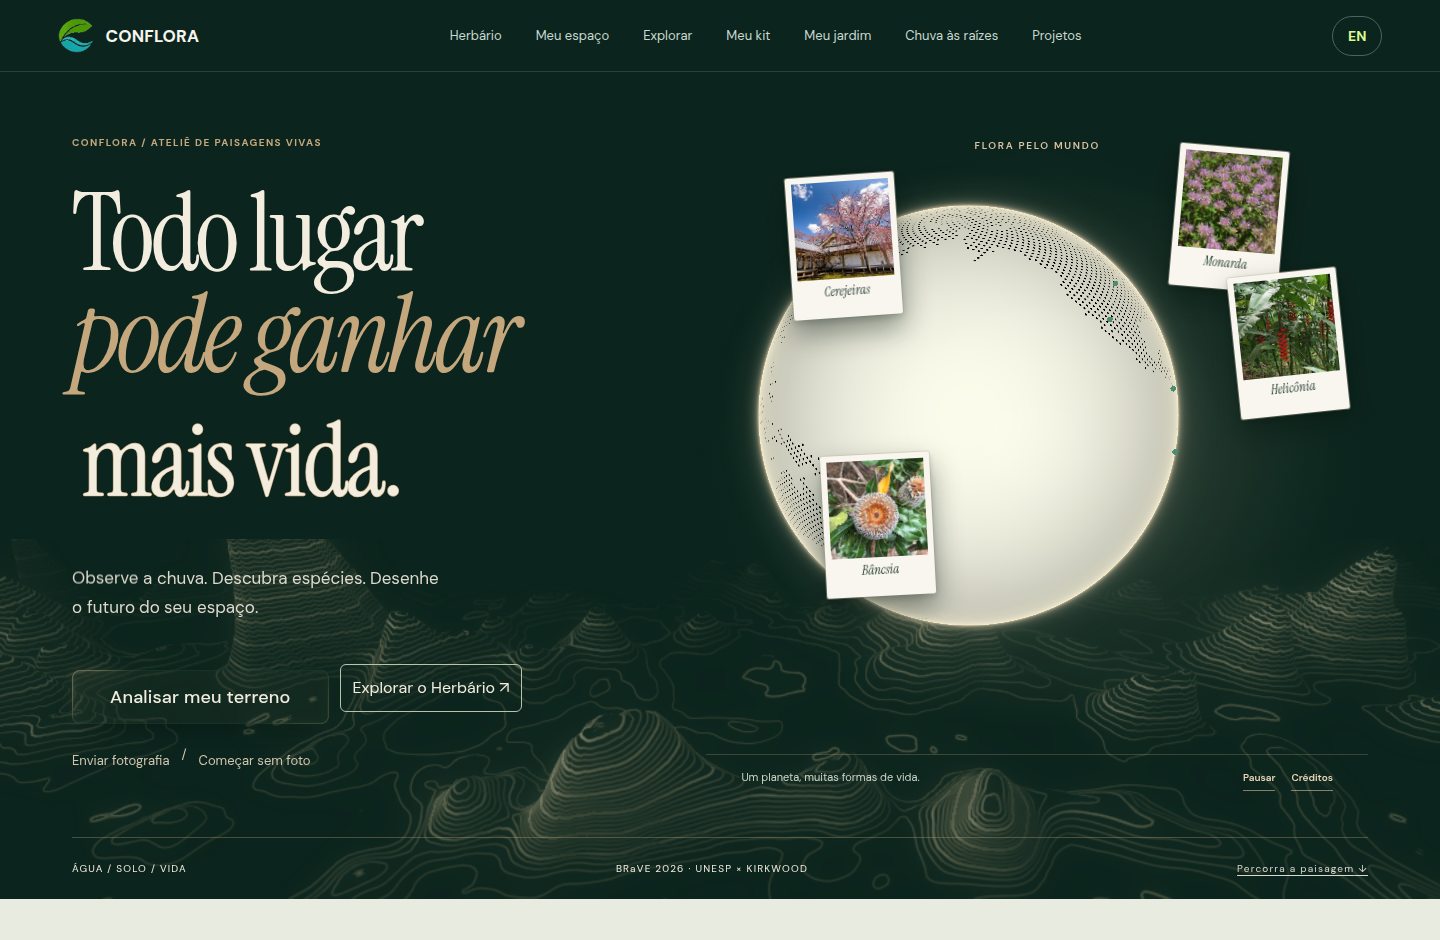 CONFLORA
Herbário
Meu espaço
Explorar
Meu kit
Meu jardim
Chuva às raízes
Projetos
EN
CONFLORA / ATELIÊ DE PAISAGENS VIVAS
Todo lugar
pode ganhar
mais vida.
Observe a chuva. Descubra espécies. Desenhe
o futuro do seu espaço.
Analisar meu terreno
Explorar o Herbário ↗
Enviar fotografia / Começar sem foto
FLORA PELO MUNDO
Cerejeiras
Monarda
Helicônia
Bâncsia
Um planeta, muitas formas de vida.
Pausar
Créditos
ÁGUA / SOLO / VIDA
BRaVE 2026 · UNESP × KIRKWOOD
Percorra a paisagem ↓